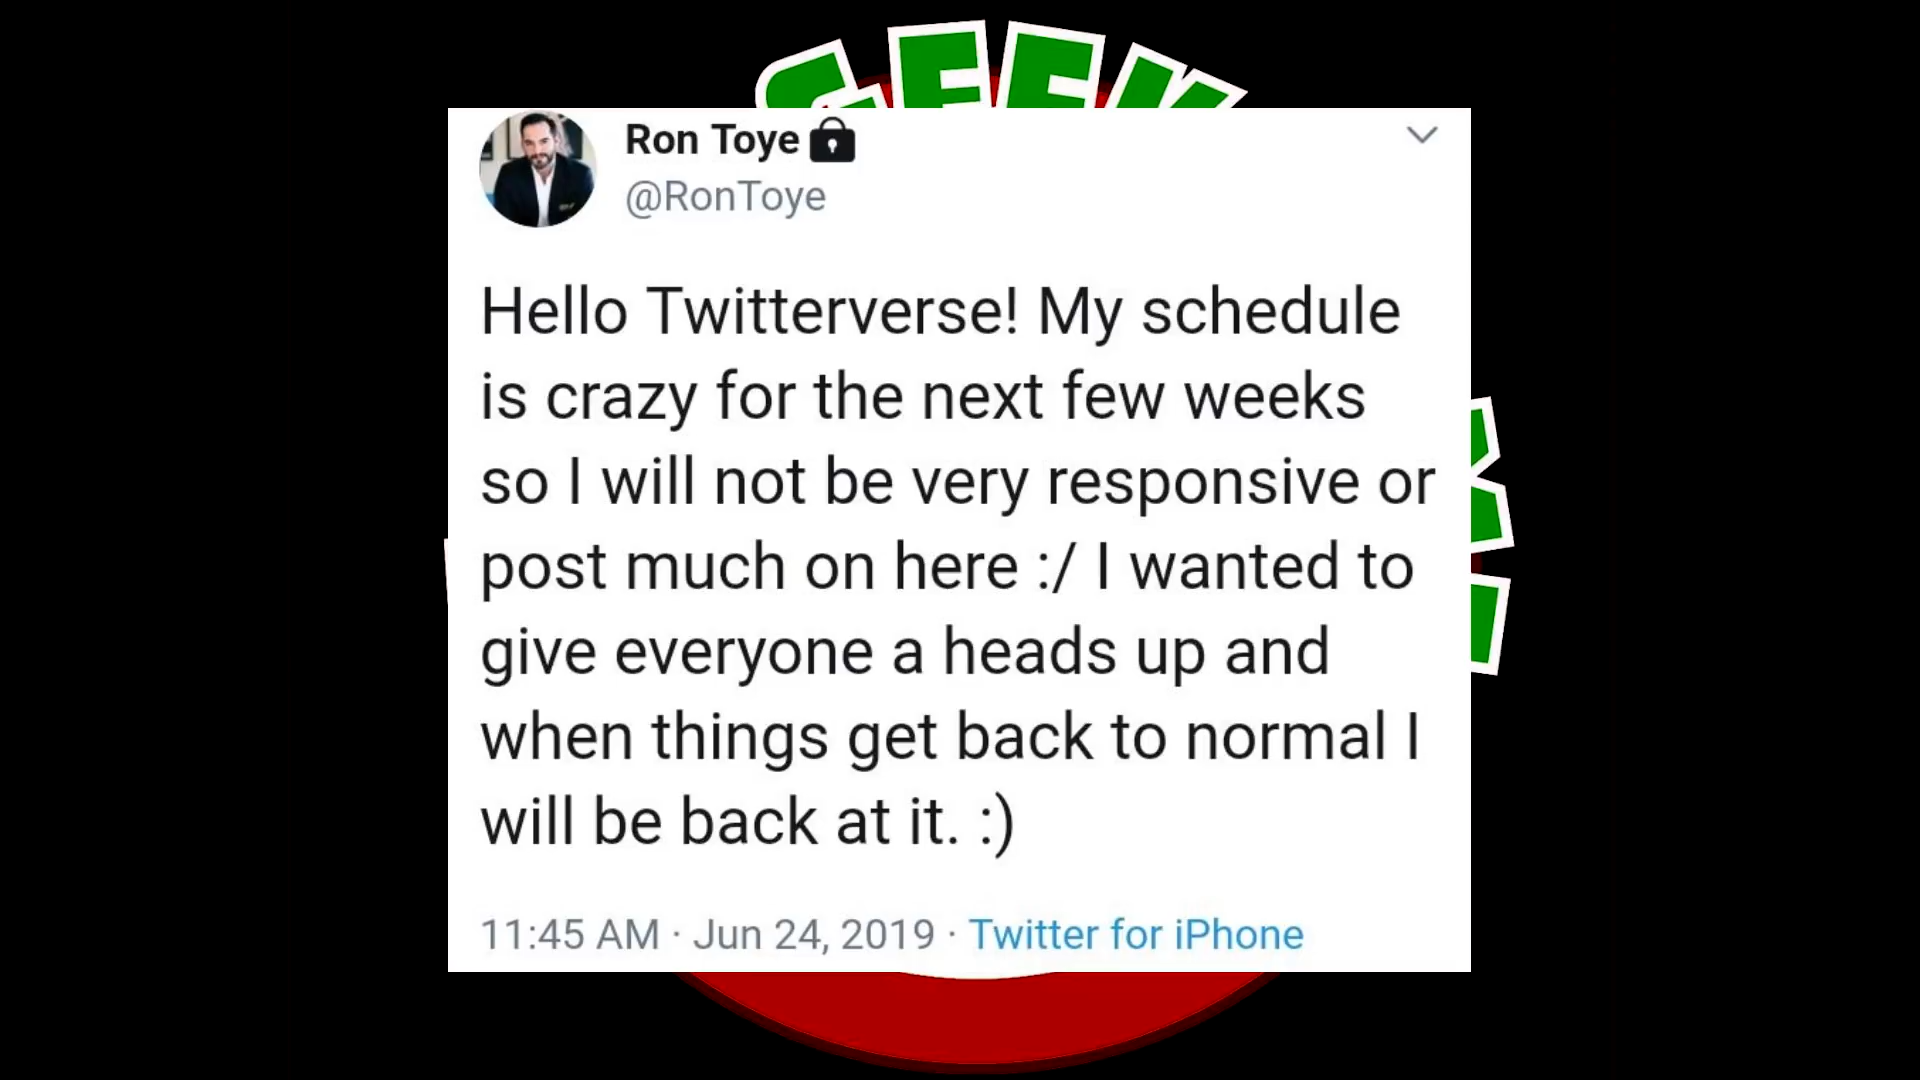 GEEK
Ron Toye
@RonToye
Hello Twitterverse! My schedule
is crazy for the next few weeks
so I will not be very responsive or
post much on here :/ I wanted to
give everyone a heads up and
when things get back to normal I
will be back at it. :)
11:45 AM · Jun 24, 2019 · Twitter for iPhone